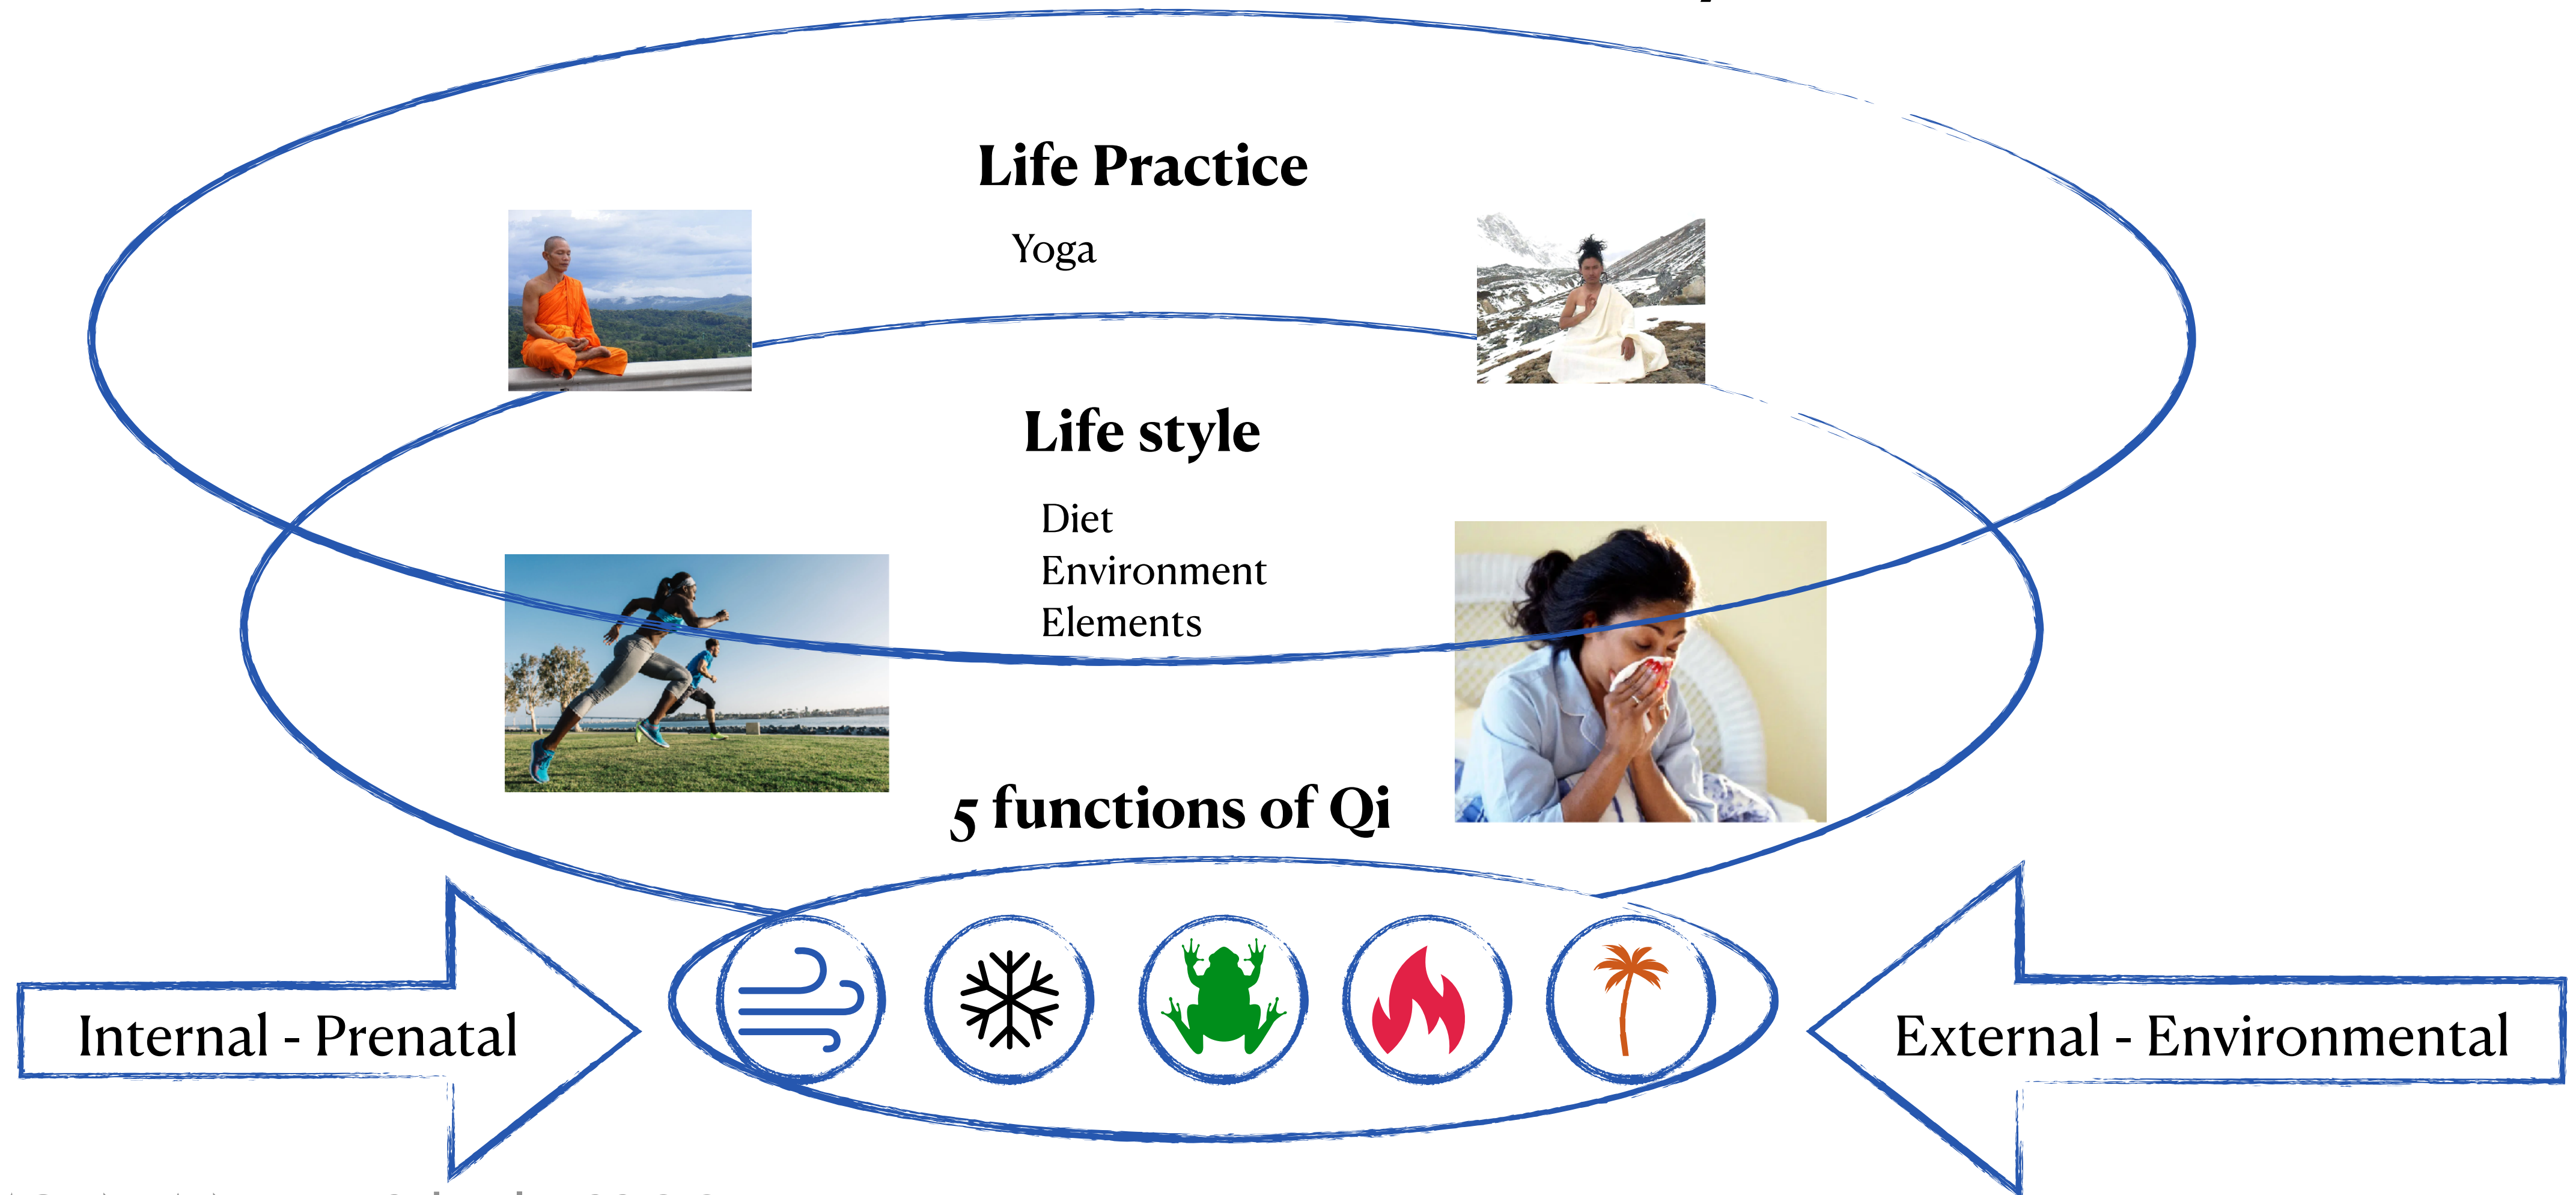 Life Practice
Yoga
Life style
Diet
Environment
Elements
5 functions of Qi
Internal - Prenatal
External - Environmental